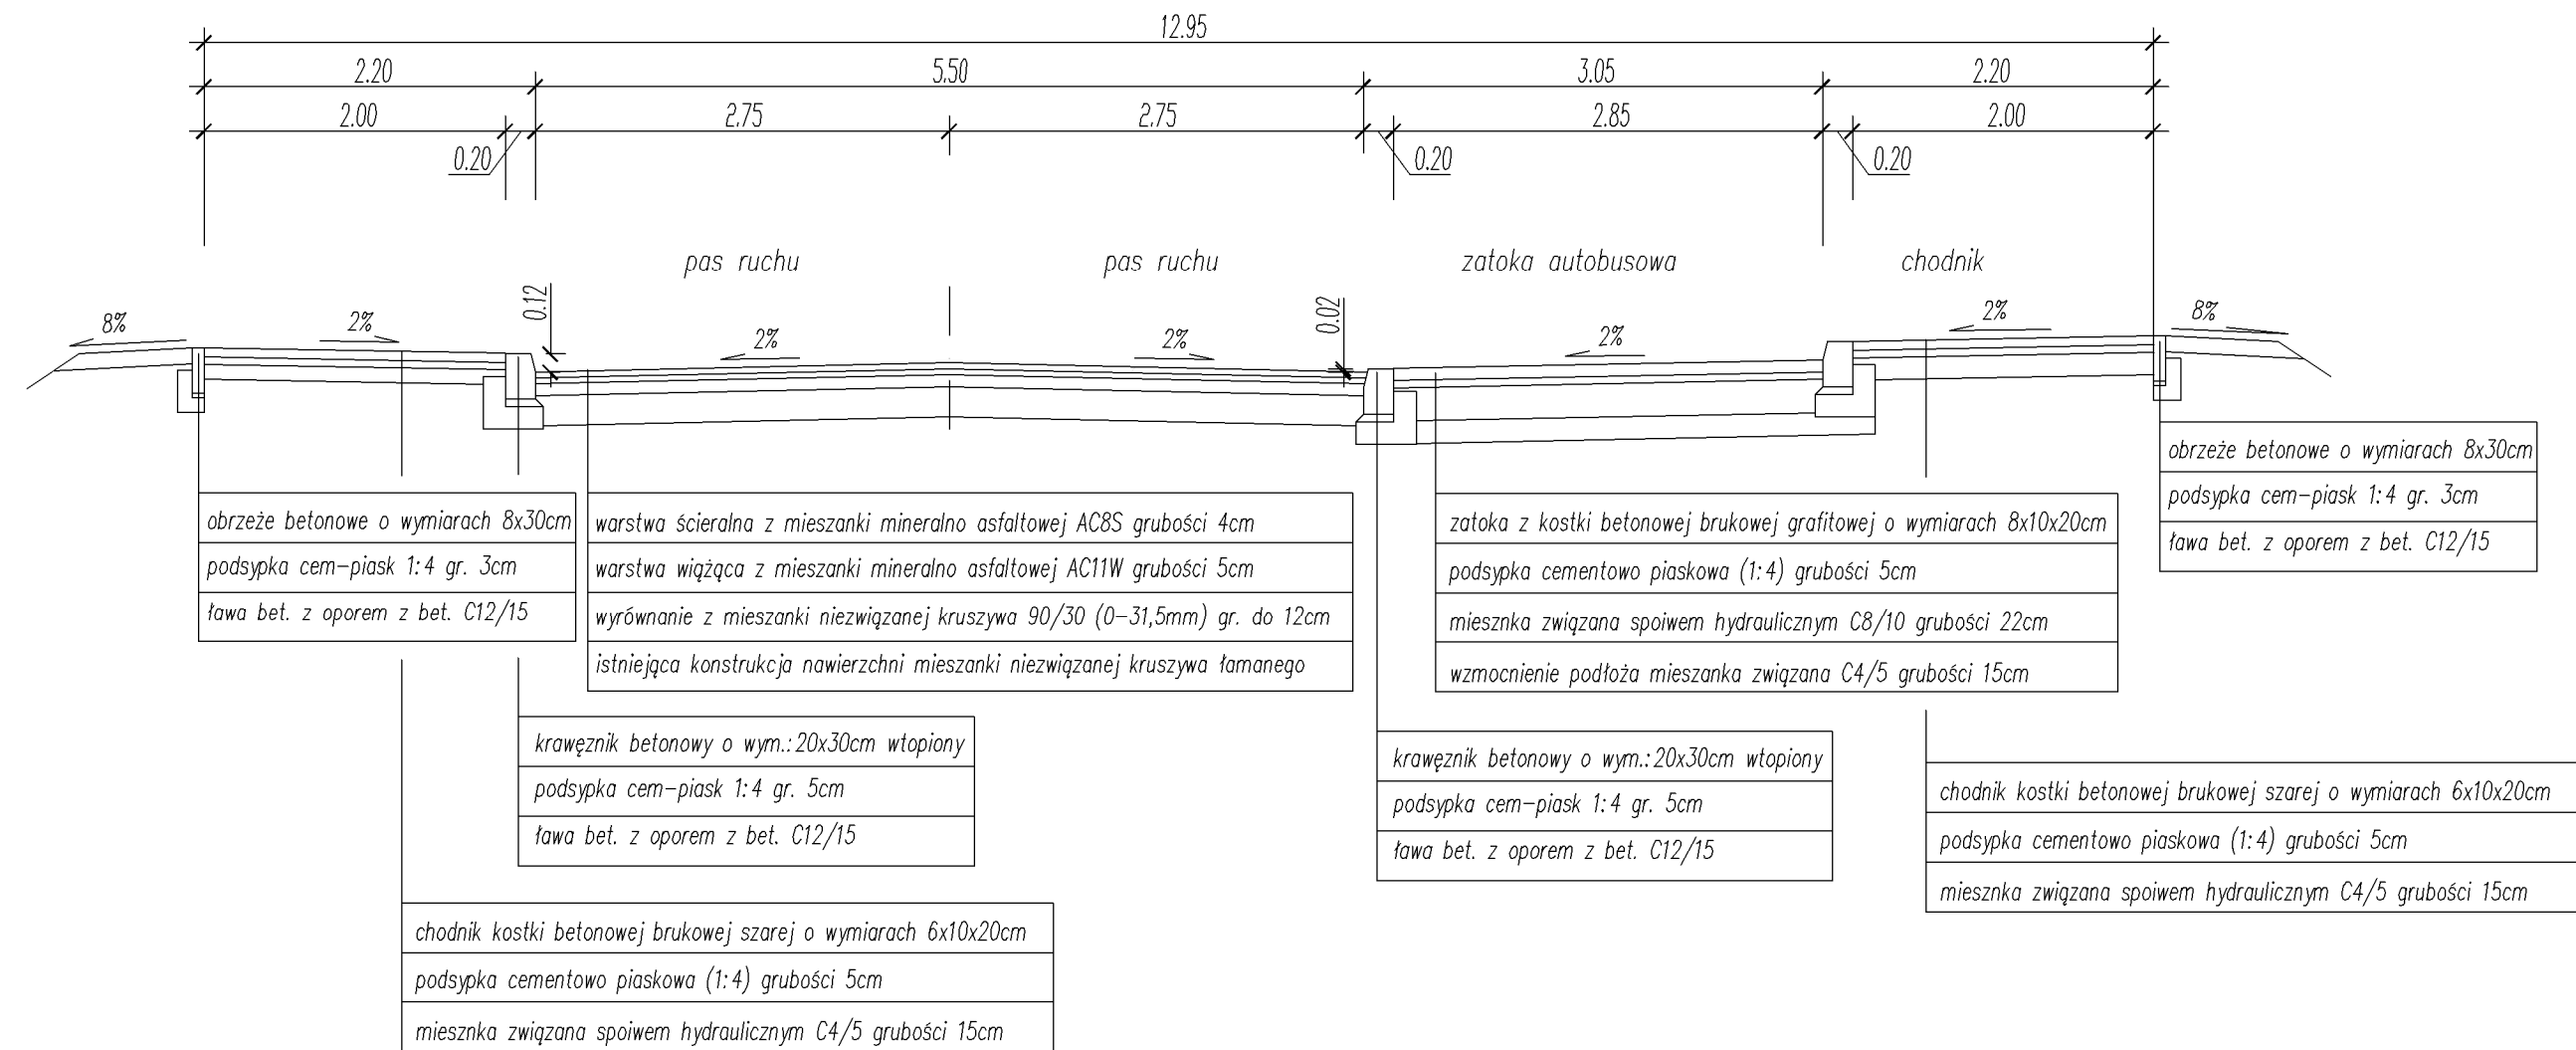 12.95
2.20 5.50 3.05 2.20
2.00 2.75 2.75 2.85 2.00
0.20 0.20 0.20
pas ruchu pas ruchu zatoka autobusowa chodnik
0.12 0.02
8% 2% 2% 2% 2% 2% 8%
obrzeże betonowe o wymiarach 8x30cm
podsypka cem-piask 1:4 gr. 3cm
ława bet. z oporem z bet. C12/15
warstwa ścieralna z mieszanki mineralno asfaltowej AC8S grubości 4cm
warstwa wiążąca z mieszanki mineralno asfaltowej AC11W grubości 5cm
wyrównanie z mieszanki niezwiązanej kruszywa 90/30 (0-31,5mm) gr. do 12cm
istniejąca konstrukcja nawierzchni mieszanki niezwiązanej kruszywa łamanego
zatoka z kostki betonowej brukowej grafitowej o wymiarach 8x10x20cm
podsypka cementowo piaskowa (1:4) grubości 5cm
miesznka związana spoiwem hydraulicznym C8/10 grubości 22cm
wzmocnienie podłoża mieszanka związana C4/5 grubości 15cm
obrzeże betonowe o wymiarach 8x30cm
podsypka cem-piask 1:4 gr. 3cm
ława bet. z oporem z bet. C12/15
krawęznik betonowy o wym.:20x30cm wtopiony
podsypka cem-piask 1:4 gr. 5cm
ława bet. z oporem z bet. C12/15
krawęznik betonowy o wym.:20x30cm wtopiony
podsypka cem-piask 1:4 gr. 5cm
ława bet. z oporem z bet. C12/15
chodnik kostki betonowej brukowej szarej o wymiarach 6x10x20cm
podsypka cementowo piaskowa (1:4) grubości 5cm
miesznka związana spoiwem hydraulicznym C4/5 grubości 15cm
chodnik kostki betonowej brukowej szarej o wymiarach 6x10x20cm
podsypka cementowo piaskowa (1:4) grubości 5cm
miesznka związana spoiwem hydraulicznym C4/5 grubości 15cm